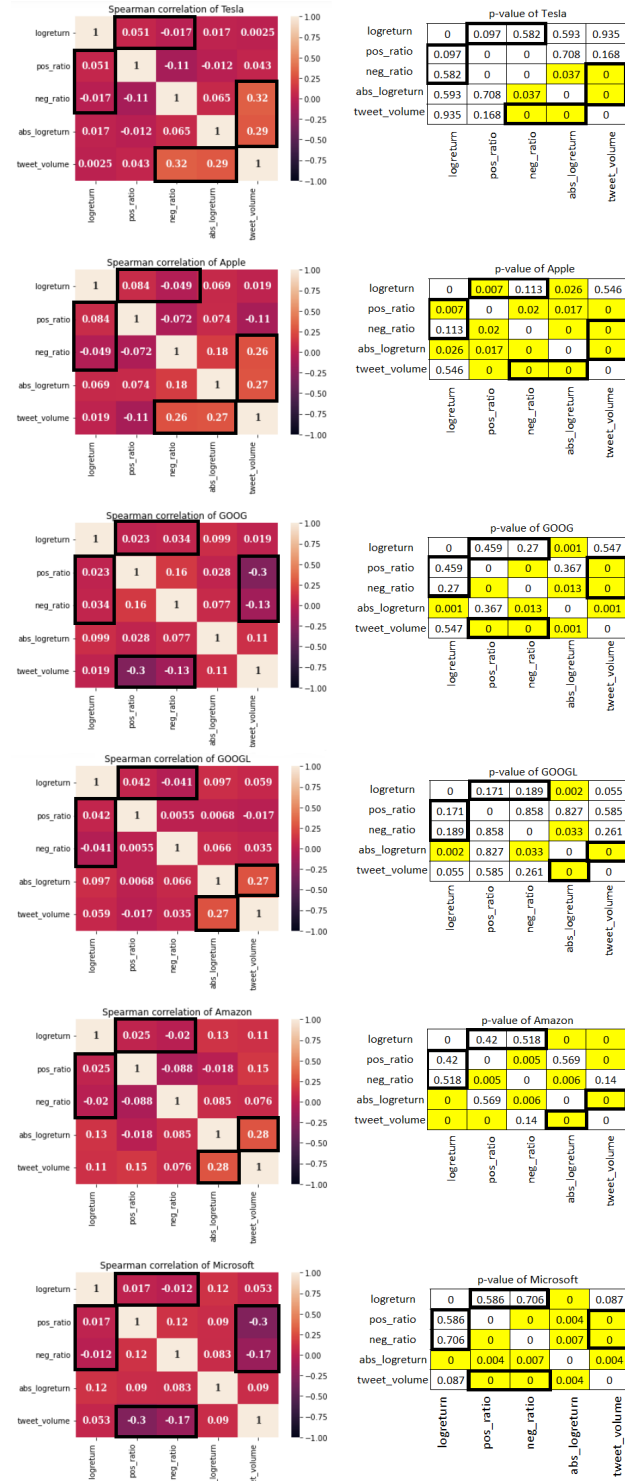 Spearman correlation of Tesla
logreturn 1 0.051 -0.017 0.017 0.0025
pos_ratio 0.051 1 -0.11 -0.012 0.043
neg_ratio -0.017 -0.11 1 0.065 0.32
abs_logreturn 0.017 -0.012 0.065 1 0.29
tweet_volume 0.0025 0.043 0.32 0.29 1
logreturn pos_ratio neg_ratio abs_logreturn tweet_volume
1.00
0.75
0.50
0.25
0.00
−0.25
−0.50
−0.75
−1.00
p-value of Tesla
logreturn 0 0.097 0.582 0.593 0.935
pos_ratio 0.097 0 0 0.708 0.168
neg_ratio 0.582 0 0 0.037 0
abs_logreturn 0.593 0.708 0.037 0 0
tweet_volume 0.935 0.168 0 0 0
logreturn pos_ratio neg_ratio abs_logreturn tweet_volume
Spearman correlation of Apple
logreturn 1 0.084 -0.049 0.069 0.019
pos_ratio 0.084 1 -0.072 0.074 -0.11
neg_ratio -0.049 -0.072 1 0.18 0.26
abs_logreturn 0.069 0.074 0.18 1 0.27
tweet_volume 0.019 -0.11 0.26 0.27 1
logreturn pos_ratio neg_ratio abs_logreturn tweet_volume
1.00
0.75
0.50
0.25
0.00
−0.25
−0.50
−0.75
−1.00
p-value of Apple
logreturn 0 0.007 0.113 0.026 0.546
pos_ratio 0.007 0 0.02 0.017 0
neg_ratio 0.113 0.02 0 0 0
abs_logreturn 0.026 0.017 0 0 0
tweet_volume 0.546 0 0 0 0
logreturn pos_ratio neg_ratio abs_logreturn tweet_volume
Spearman correlation of GOOG
logreturn 1 0.023 0.034 0.099 0.019
pos_ratio 0.023 1 0.16 0.028 -0.3
neg_ratio 0.034 0.16 1 0.077 -0.13
abs_logreturn 0.099 0.028 0.077 1 0.11
tweet_volume 0.019 -0.3 -0.13 0.11 1
logreturn pos_ratio neg_ratio abs_logreturn tweet_volume
1.00
0.75
0.50
0.25
0.00
−0.25
−0.50
−0.75
−1.00
p-value of GOOG
logreturn 0 0.459 0.27 0.001 0.547
pos_ratio 0.459 0 0 0.367 0
neg_ratio 0.27 0 0 0.013 0
abs_logreturn 0.001 0.367 0.013 0 0.001
tweet_volume 0.547 0 0 0.001 0
logreturn pos_ratio neg_ratio abs_logreturn tweet_volume
Spearman correlation of GOOGL
logreturn 1 0.042 -0.041 0.097 0.059
pos_ratio 0.042 1 0.0055 0.0068 -0.017
neg_ratio -0.041 0.0055 1 0.066 0.035
abs_logreturn 0.097 0.0068 0.066 1 0.27
tweet_volume 0.059 -0.017 0.035 0.27 1
logreturn pos_ratio neg_ratio abs_logreturn tweet_volume
1.00
0.75
0.50
0.25
0.00
−0.25
−0.50
−0.75
−1.00
p-value of GOOGL
logreturn 0 0.171 0.189 0.002 0.055
pos_ratio 0.171 0 0.858 0.827 0.585
neg_ratio 0.189 0.858 0 0.033 0.261
abs_logreturn 0.002 0.827 0.033 0 0
tweet_volume 0.055 0.585 0.261 0 0
logreturn pos_ratio neg_ratio abs_logreturn tweet_volume
Spearman correlation of Amazon
logreturn 1 0.025 -0.02 0.13 0.11
pos_ratio 0.025 1 -0.088 -0.018 0.15
neg_ratio -0.02 -0.088 1 0.085 0.076
abs_logreturn 0.13 -0.018 0.085 1 0.28
tweet_volume 0.11 0.15 0.076 0.28 1
logreturn pos_ratio neg_ratio abs_logreturn tweet_volume
1.00
0.75
0.50
0.25
0.00
−0.25
−0.50
−0.75
−1.00
p-value of Amazon
logreturn 0 0.42 0.518 0 0
pos_ratio 0.42 0 0.005 0.569 0
neg_ratio 0.518 0.005 0 0.006 0.14
abs_logreturn 0 0.569 0.006 0 0
tweet_volume 0 0 0.14 0 0
logreturn pos_ratio neg_ratio abs_logreturn tweet_volume
Spearman correlation of Microsoft
logreturn 1 0.017 -0.012 0.12 0.053
pos_ratio 0.017 1 0.12 0.09 -0.3
neg_ratio -0.012 0.12 1 0.083 -0.17
abs_logreturn 0.12 0.09 0.083 1 0.09
tweet_volume 0.053 -0.3 -0.17 0.09 1
logreturn pos_ratio neg_ratio abs_logreturn tweet_volume
1.00
0.75
0.50
0.25
0.00
−0.25
−0.50
−0.75
−1.00
p-value of Microsoft
logreturn 0 0.586 0.706 0 0.087
pos_ratio 0.586 0 0 0.004 0
neg_ratio 0.706 0 0 0.007 0
abs_logreturn 0 0.004 0.007 0 0.004
tweet_volume 0.087 0 0 0.004 0
logreturn pos_ratio neg_ratio abs_logreturn tweet_volume